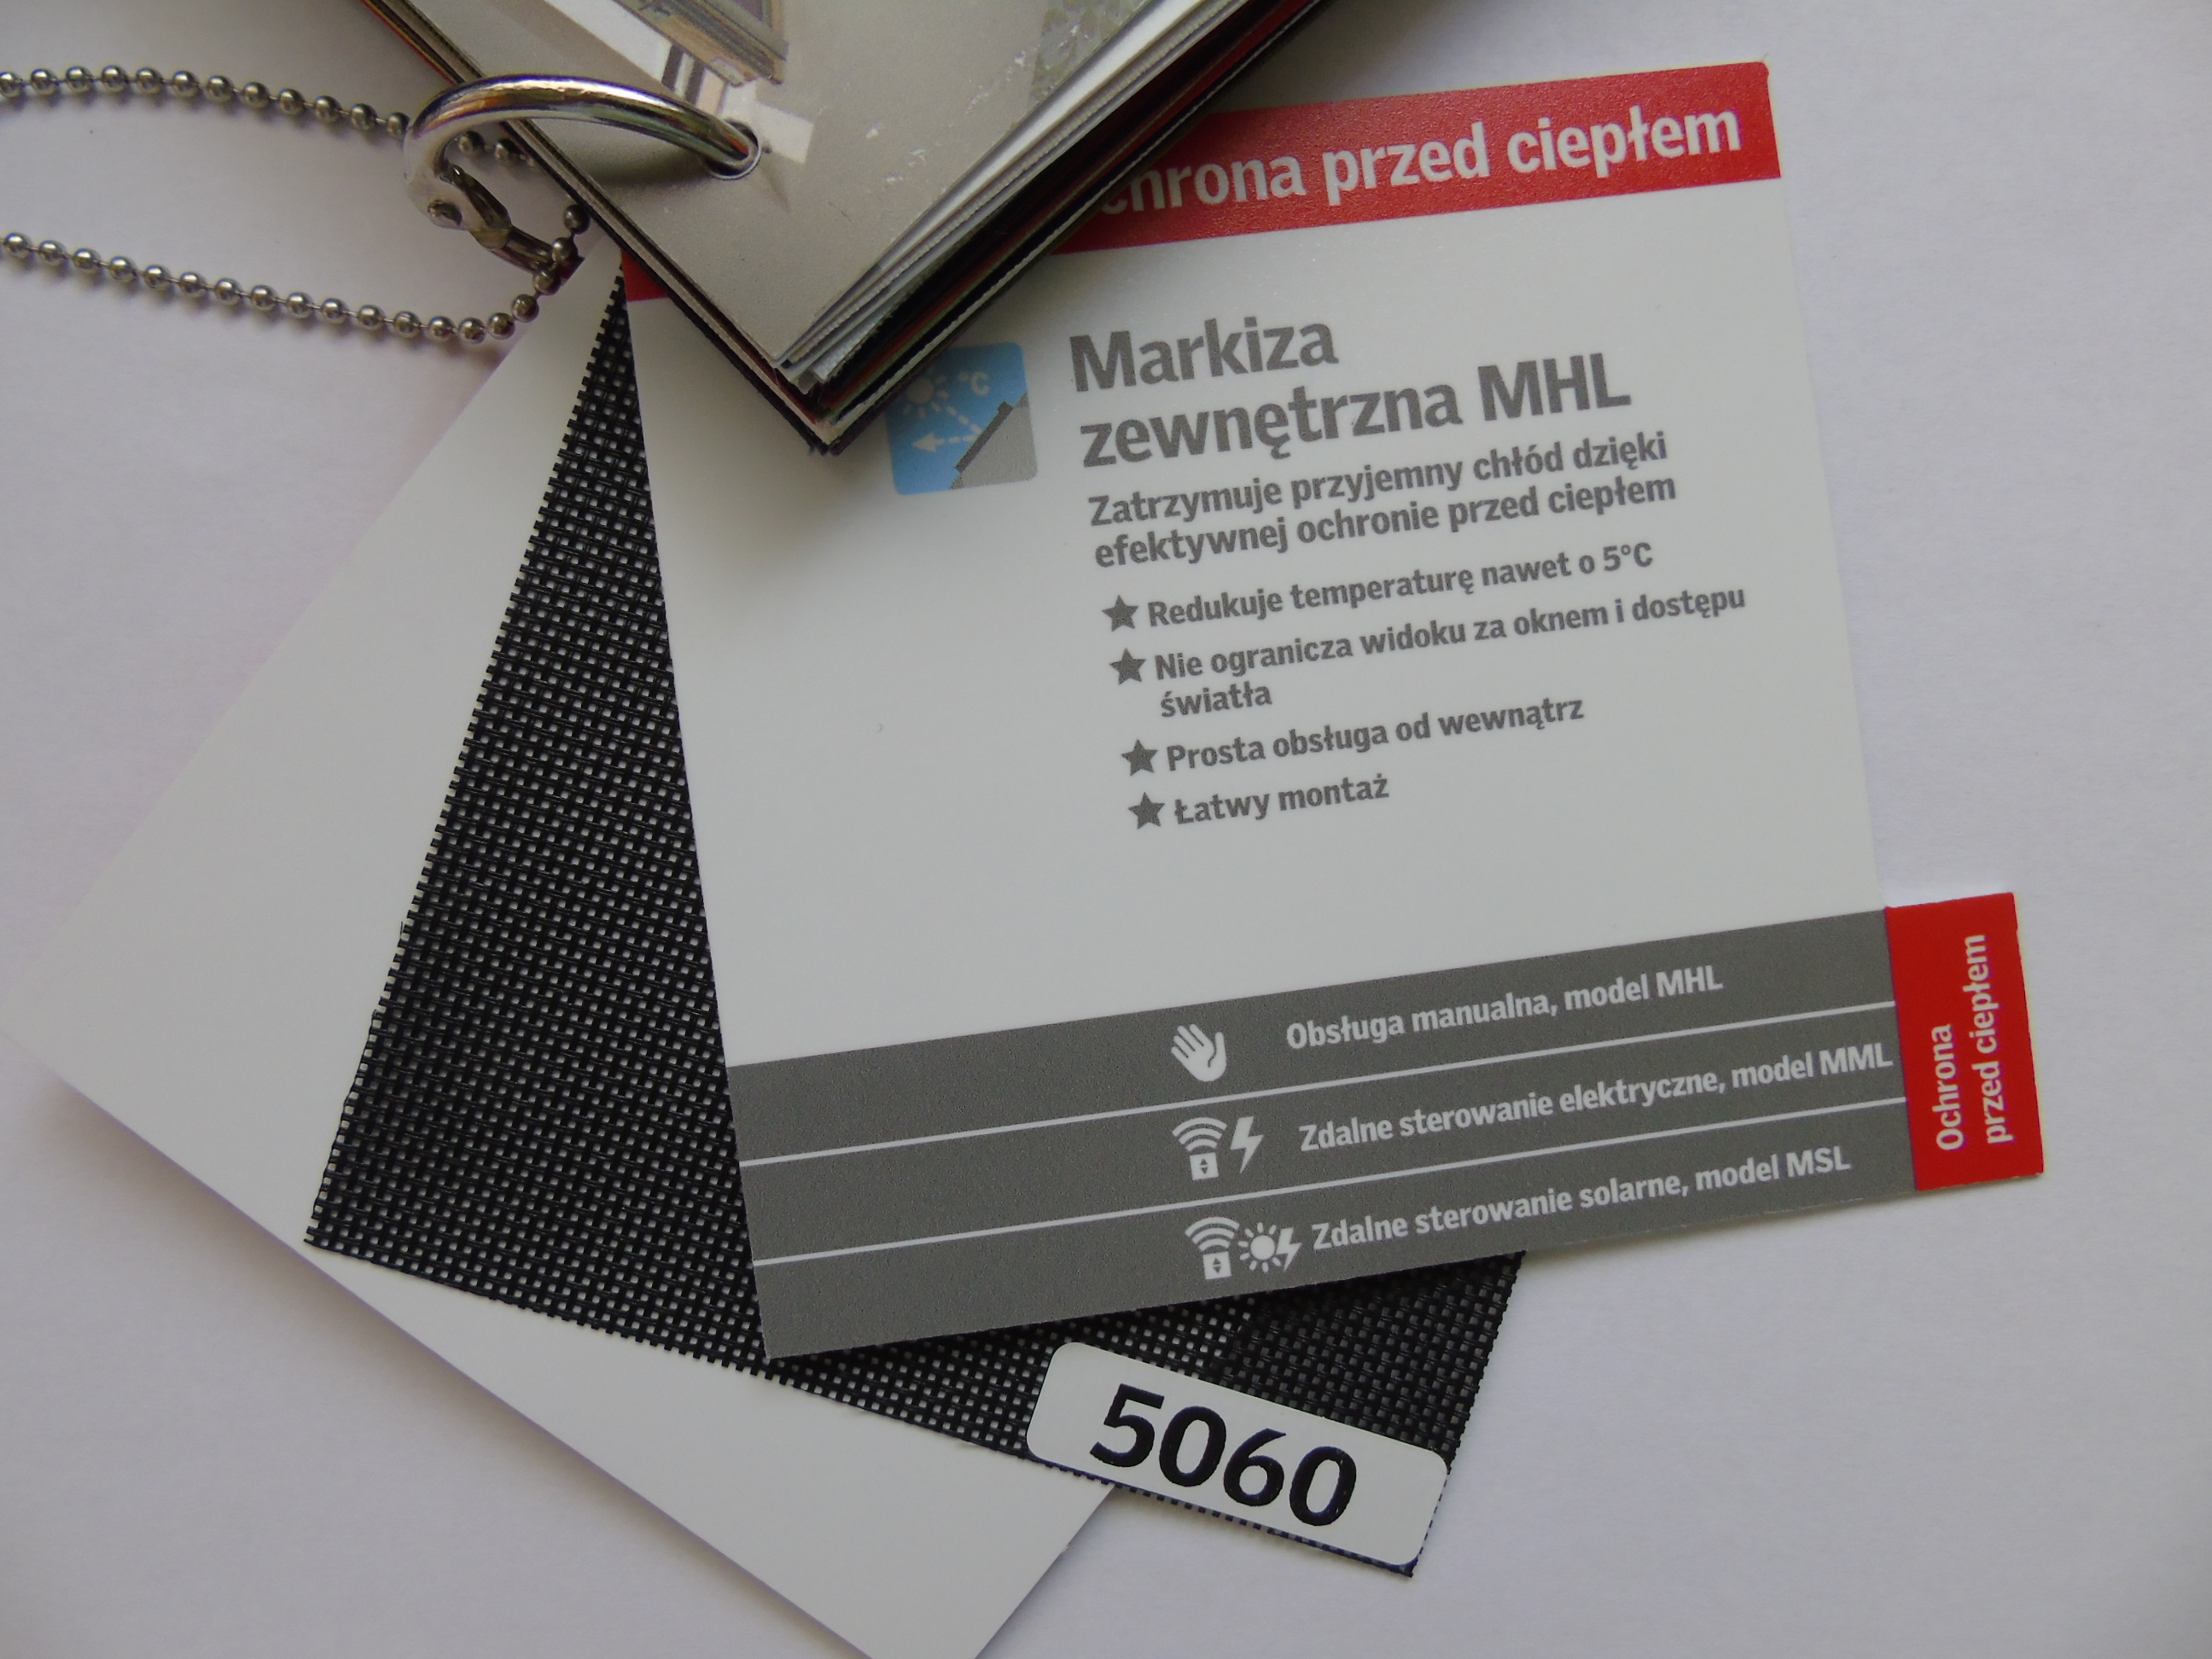 przed ciepłem
Markiza
zewnętrzna MHL
Zatrzymuje przyjemny chłód dzięki
efektywnej ochronie przed ciepłem
Redukuje temperaturę nawet o 5°C
Nie ogranicza widoku za oknem i dostępu
światła
Prosta obsługa od wewnątrz
Łatwy montaż
Obsługa manualna, model MHL
Zdalne sterowanie elektryczne, model MML
Zdalne sterowanie solarne, model MSL
Ochrona
przed ciepłem
5060
°C